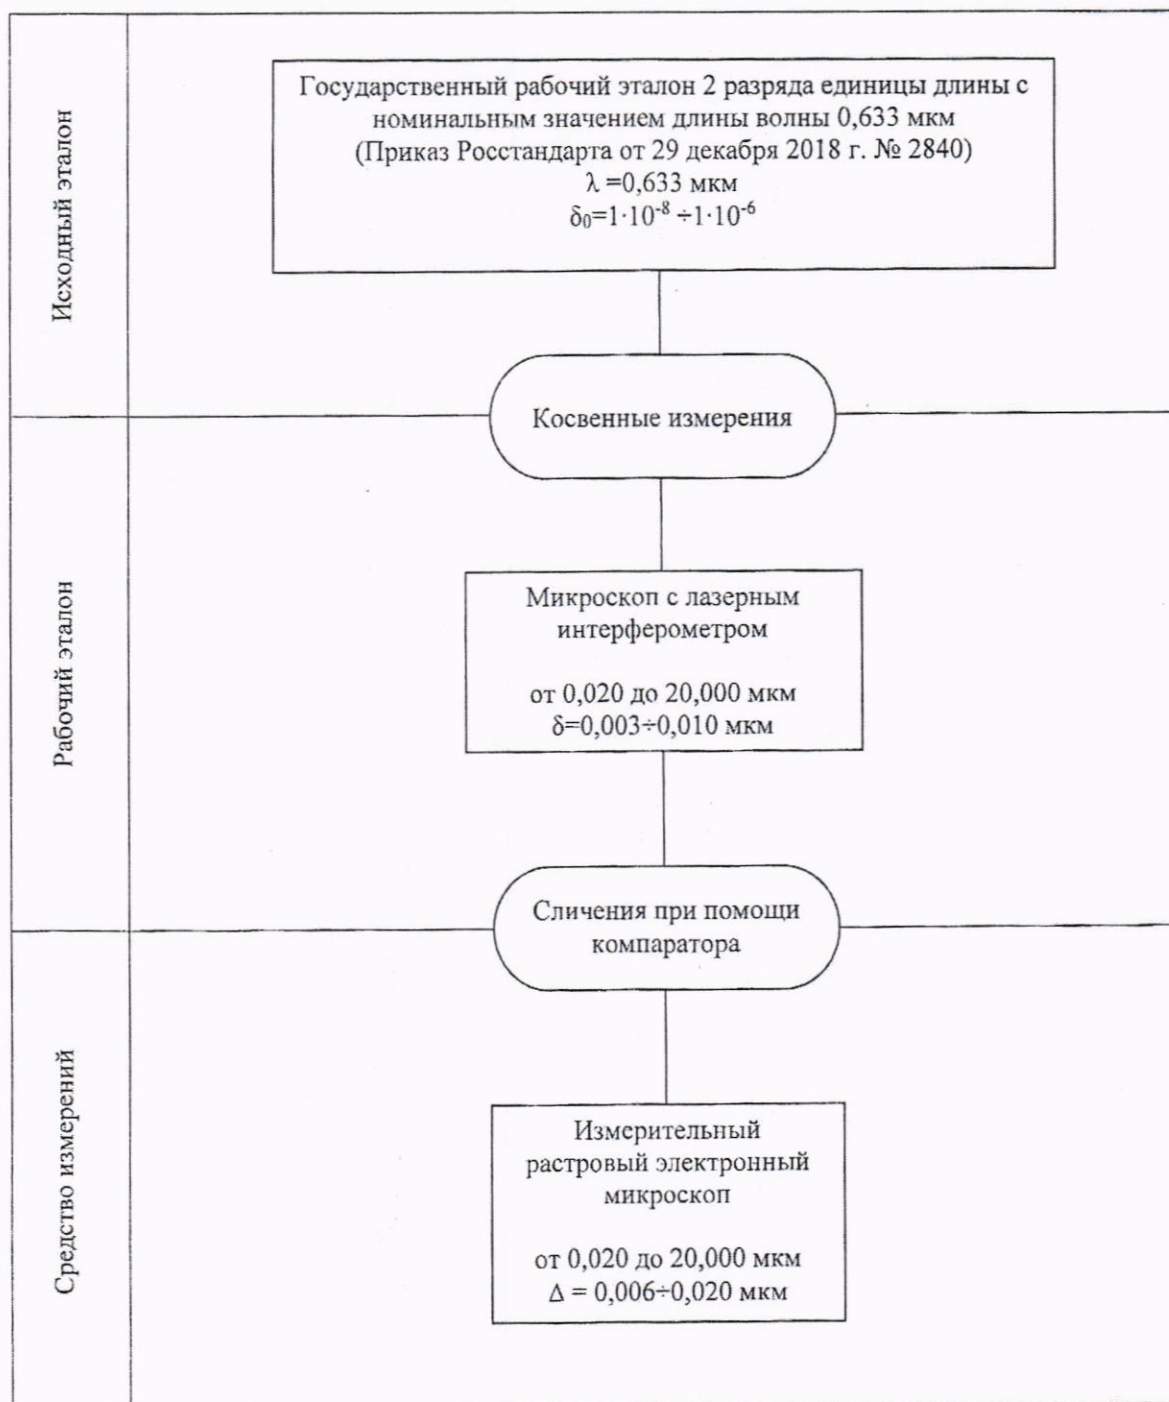 Исходный эталон
Государственный рабочий эталон 2 разряда единицы длины с
номинальным значением длины волны 0,633 мкм
(Приказ Росстандарта от 29 декабря 2018 г. № 2840)
λ =0,633 мкм
δ₀=1·10⁻⁸ ÷1·10⁻⁶
Косвенные измерения
Рабочий эталон
Микроскоп с лазерным
интерферометром
от 0,020 до 20,000 мкм
δ=0,003÷0,010 мкм
Сличения при помощи
компаратора
Средство измерений
Измерительный
растровый электронный
микроскоп
от 0,020 до 20,000 мкм
Δ = 0,006÷0,020 мкм